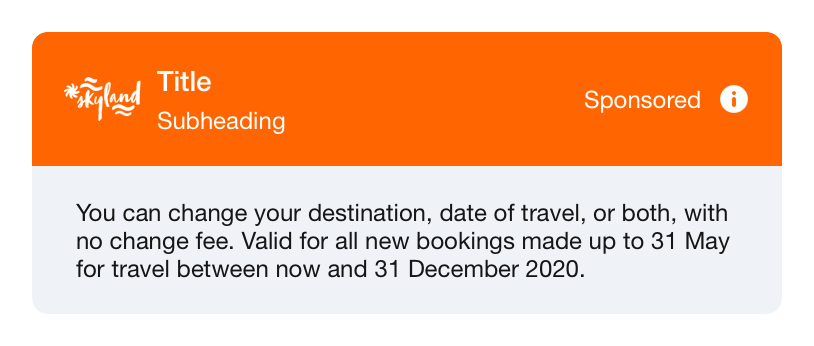 skyland
Title
Subheading
Sponsored
You can change your destination, date of travel, or both, with
no change fee. Valid for all new bookings made up to 31 May
for travel between now and 31 December 2020.